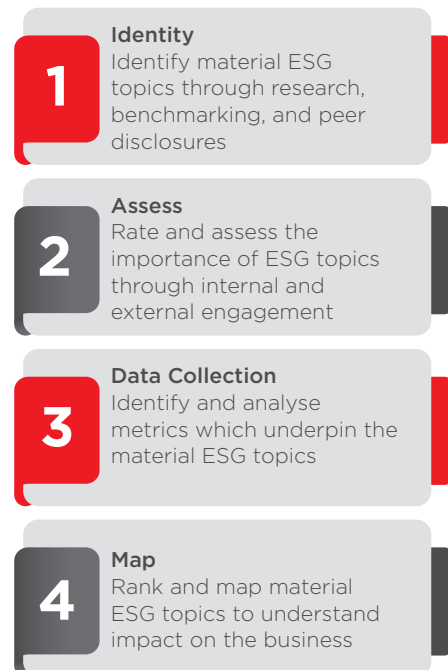 1
Identity
Identify material ESG
topics through research,
benchmarking, and peer
disclosures
2
Assess
Rate and assess the
importance of ESG topics
through internal and
external engagement
3
Data Collection
Identify and analyse
metrics which underpin the
material ESG topics
4
Map
Rank and map material
ESG topics to understand
impact on the business